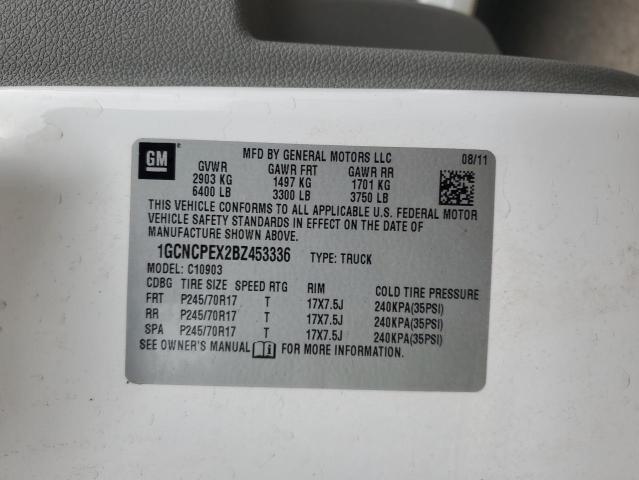 GM
MFD BY GENERAL MOTORS LLC 08/11
GVWR GAWR FRT GAWR RR
2903 KG 1497 KG 1701 KG
6400 LB 3300 LB 3750 LB
THIS VEHICLE CONFORMS TO ALL APPLICABLE U.S. FEDERAL MOTOR
VEHICLE SAFETY STANDARDS IN EFFECT ON THE DATE OF
MANUFACTURE SHOWN ABOVE.
1GCNCPEX2BZ453336 TYPE: TRUCK
MODEL: C10903
CDBG TIRE SIZE SPEED RTG RIM COLD TIRE PRESSURE
FRT P245/70R17 T 17X7.5J 240KPA(35PSI)
RR P245/70R17 T 17X7.5J 240KPA(35PSI)
SPA P245/70R17 T 17X7.5J 240KPA(35PSI)
SEE OWNER'S MANUAL FOR MORE INFORMATION.